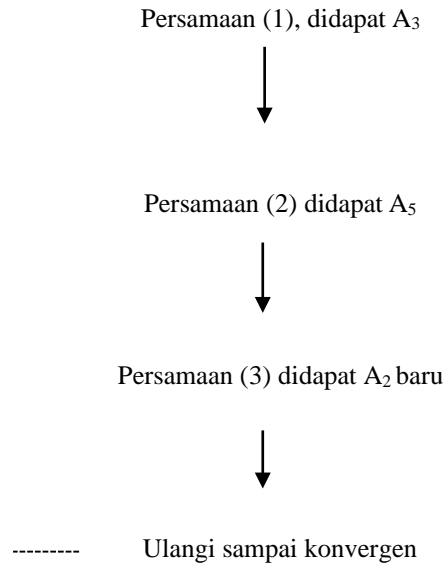 Persamaan (1), didapat A₃
Persamaan (2) didapat A₅
Persamaan (3) didapat A₂ baru
--------- Ulangi sampai konvergen